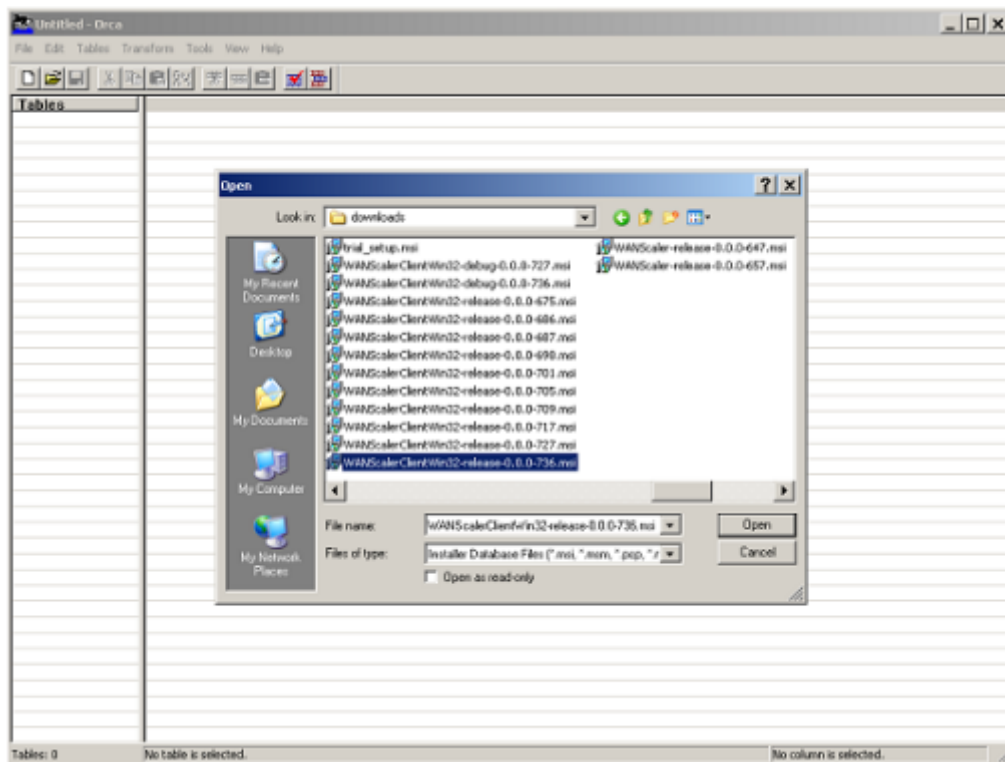 Untitled - Orca
File Edit Tables Transform Tools View Help
Tables
Open
Look in: downloads
My Recent Documents
Desktop
My Documents
My Computer
My Network Places
trial_setup.msi
WANScalerClientWin32-debug-0.0.0-727.msi
WANScalerClientWin32-debug-0.0.0-736.msi
WANScalerClientWin32-release-0.0.0-675.msi
WANScalerClientWin32-release-0.0.0-686.msi
WANScalerClientWin32-release-0.0.0-687.msi
WANScalerClientWin32-release-0.0.0-698.msi
WANScalerClientWin32-release-0.0.0-701.msi
WANScalerClientWin32-release-0.0.0-705.msi
WANScalerClientWin32-release-0.0.0-709.msi
WANScalerClientWin32-release-0.0.0-717.msi
WANScalerClientWin32-release-0.0.0-727.msi
WANScalerClientWin32-release-0.0.0-736.msi
WANScaler-release-0.0.0-647.msi
WANScaler-release-0.0.0-657.msi
File name: WANScalerClientWin32-release-0.0.0-736.msi Open
Files of type: Installer Database Files (*.msi, *.msm, *.pcp, *.r Cancel
Open as read-only
Tables: 0 No table is selected. No column is selected.